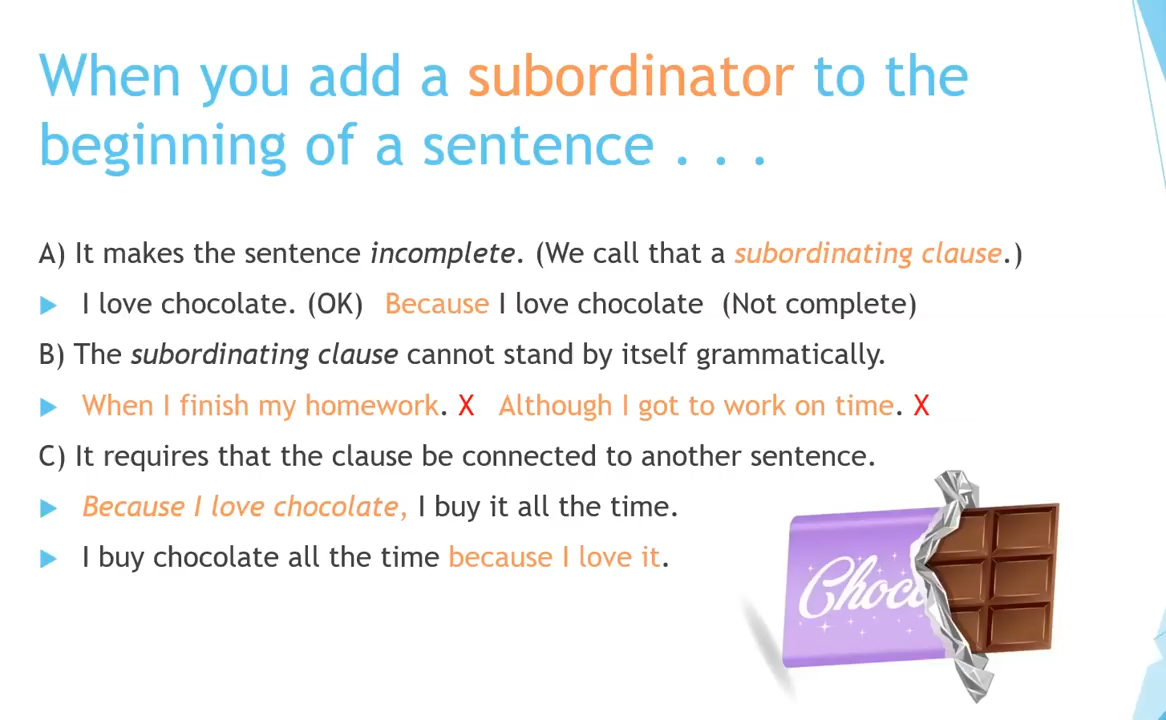 When you add a subordinator to the
beginning of a sentence . . .
A) It makes the sentence incomplete. (We call that a subordinating clause.)
I love chocolate. (OK) Because I love chocolate (Not complete)
B) The subordinating clause cannot stand by itself grammatically.
When I finish my homework. X Although I got to work on time. X
C) It requires that the clause be connected to another sentence.
Because I love chocolate, I buy it all the time.
I buy chocolate all the time because I love it.
Choco